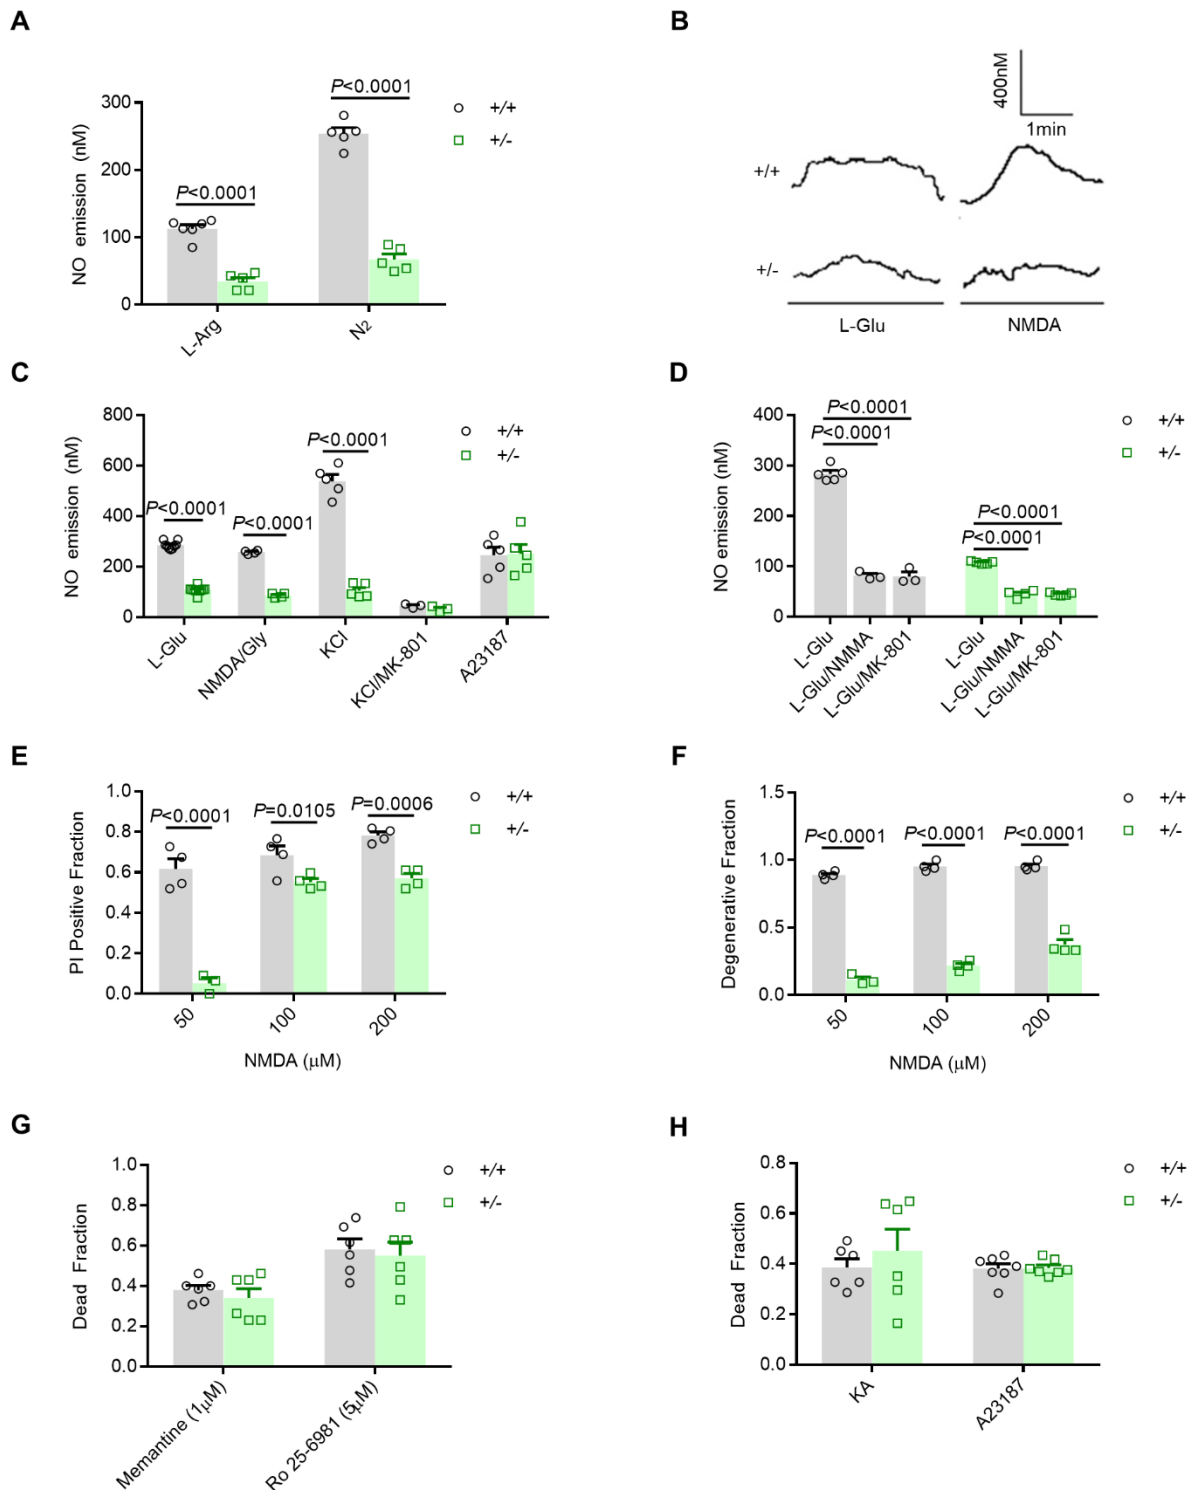 A
P<0.0001
P<0.0001
NO emission (nM)
300
200
100
0
L-Arg
N2
+/+
+/-
B
400nM
1min
+/+
+/-
L-Glu
NMDA
C
NO emission (nM)
800
600
400
200
0
P<0.0001
P<0.0001
P<0.0001
L-Glu
NMDA/Gly
KCl
KCl/MK-801
A23187
+/+
+/-
D
NO emission (nM)
400
300
200
100
0
P<0.0001
P<0.0001
P<0.0001
P<0.0001
L-Glu
L-Glu/NMMA
L-Glu/MK-801
L-Glu
L-Glu/NMMA
L-Glu/MK-801
+/+
+/-
E
PI Positive Fraction
1.0
0.8
0.6
0.4
0.2
0.0
P<0.0001
P=0.0105
P=0.0006
50
100
200
NMDA (μM)
+/+
+/-
F
Degenerative Fraction
1.5
1.0
0.5
0.0
P<0.0001
P<0.0001
P<0.0001
50
100
200
NMDA (μM)
+/+
+/-
G
Dead Fraction
1.0
0.8
0.6
0.4
0.2
0.0
Memantine (1μM)
Ro 25-6981 (5μM)
+/+
+/-
H
Dead Fraction
0.8
0.6
0.4
0.2
0.0
KA
A23187
+/+
+/-